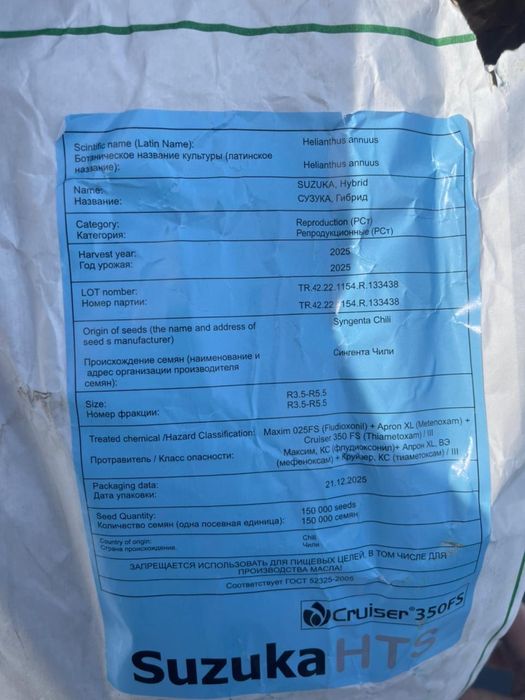 Scintific name (Latin Name): Helianthus annuus
Ботаническое название культуры (латинское
название): Helianthus annuus
Name: SUZUKA, Hybrid
Название: СУЗУКА, Гибрид
Category: Reproduction (РСт)
Категория: Репродукционные (РСт)
Harvest year: 2025
Год урожая: 2025
LOT nomber: TR.42.22.1154.R.133438
Номер партии: TR.42.22.1154.R.133438
Origin of seeds (the name and address of Syngenta Chili
seed s manufacturer)
Происхождение семян (наименование и Сингента Чили
адрес организации производителя
семян):
Size: R3.5-R5.5
Номер фракции: R3.5-R5.5
Treated chemical /Hazard Classification: Maxim 025FS (Fludioxonil) + Apron XL (Metenoxam) +
Cruiser 350 FS (Thiametoxam) / III
Протравитель / Класс опасности: Максим, КС (флудиоксонил)+ Апрон XL, ВЭ
(мефеноксам) + Круйзер, КС (тиаметоксам) / III
Packaging data: 21.12.2025
Дата упаковки:
Seed Quantity: 150 000 seeds
Количество семян (одна посевная единица): 150 000 семян
Country of origin: Chili
Страна происхождения: Чили
ЗАПРЕЩАЕТСЯ ИСПОЛЬЗОВАТЬ ДЛЯ ПИЩЕВЫХ ЦЕЛЕЙ, В ТОМ ЧИСЛЕ ДЛЯ
ПРОИЗВОДСТВА МАСЛА!
Соответствует ГОСТ 52325-2005
Cruiser® 350FS
Suzuka HTS